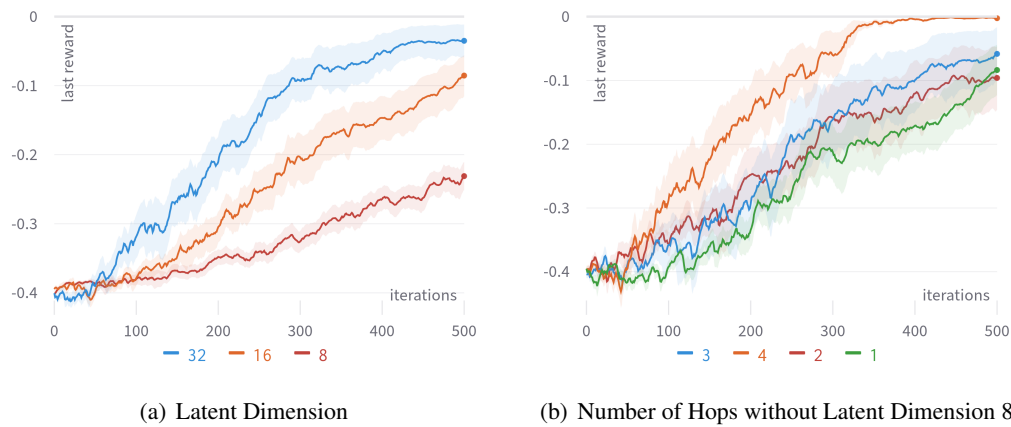 0
-0.1
-0.2
-0.3
-0.4
last reward
iterations
0 100 200 300 400 500
32 16 8
(a) Latent Dimension
0
-0.1
-0.2
-0.3
-0.4
last reward
iterations
0 100 200 300 400 500
3 4 2 1
(b) Number of Hops without Latent Dimension 8